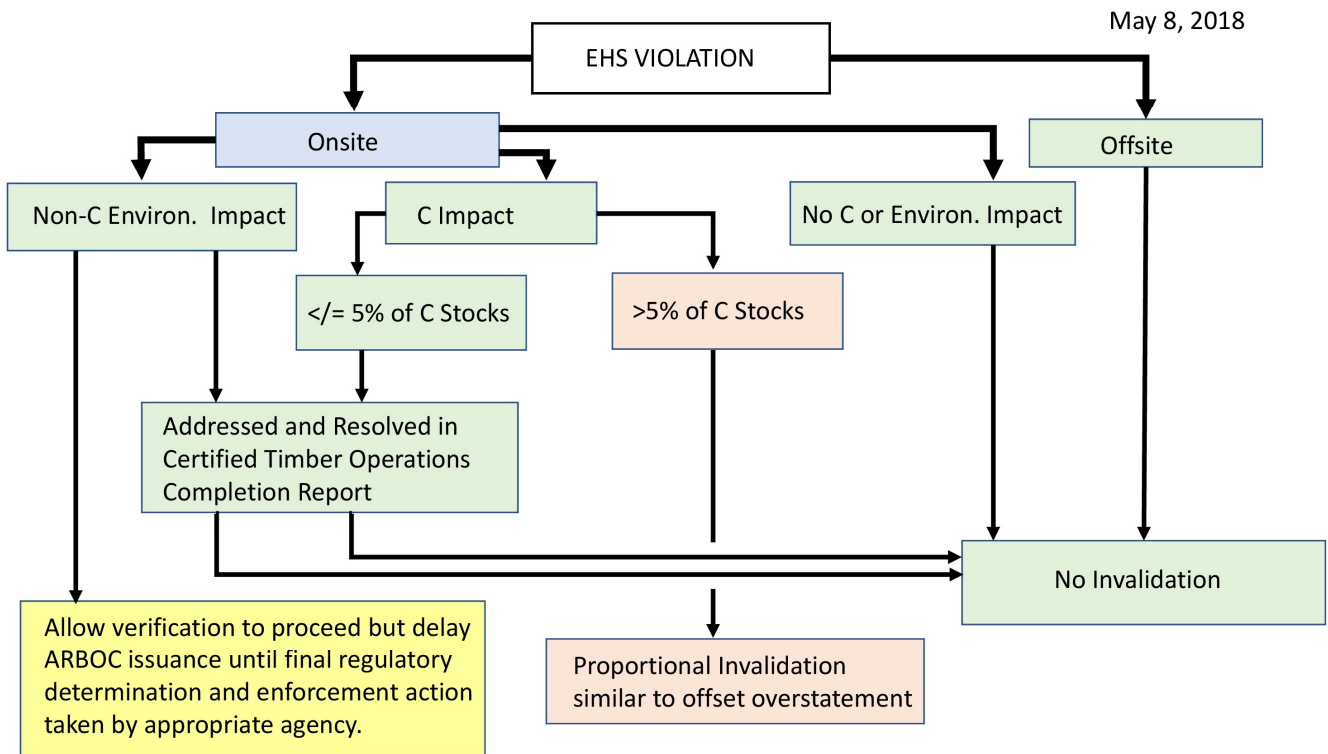 May 8, 2018
EHS VIOLATION
Onsite
Offsite
Non-C Environ. Impact
C Impact
No C or Environ. Impact
</= 5% of C Stocks
>5% of C Stocks
Addressed and Resolved in
Certified Timber Operations
Completion Report
No Invalidation
Allow verification to proceed but delay
ARBOC issuance until final regulatory
determination and enforcement action
taken by appropriate agency.
Proportional Invalidation
similar to offset overstatement